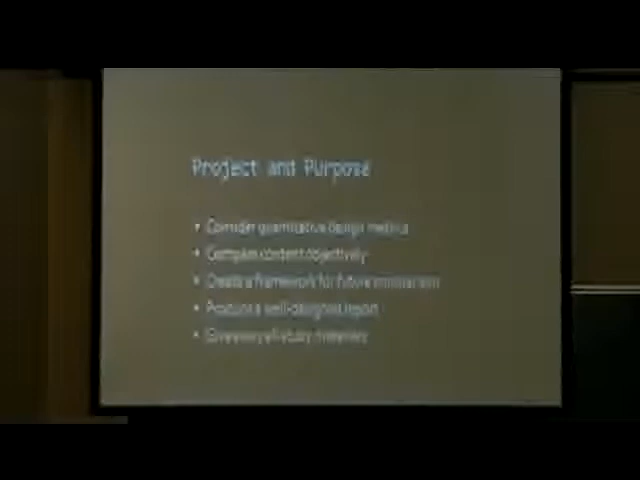 Project and Purpose
• Consider quantitative design metrics
• Compare content objectively
• Create a framework for future
• Produce a well-designed report
•